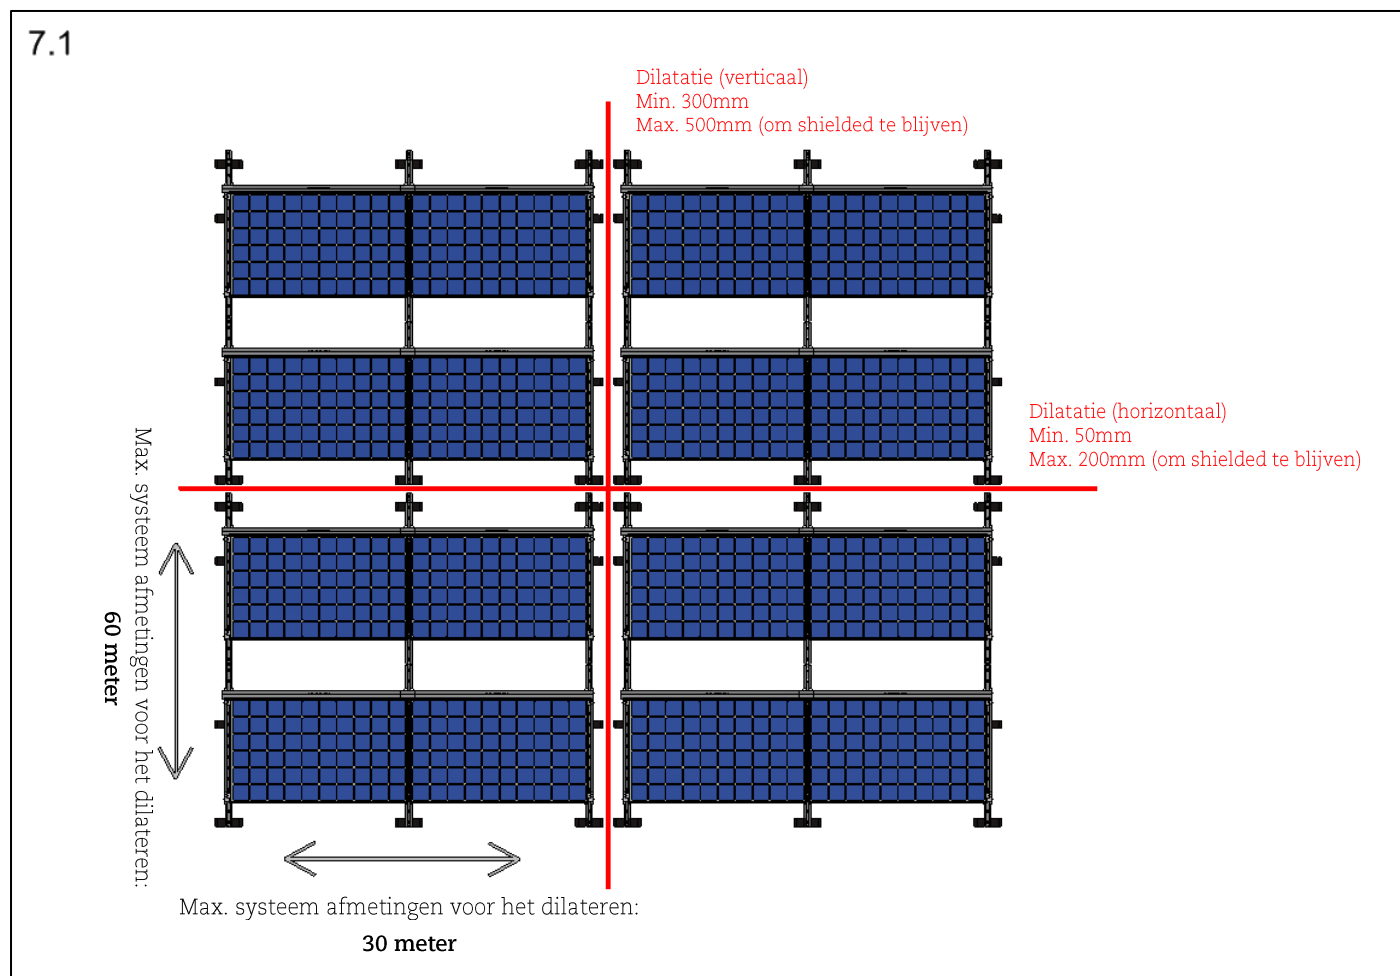 7.1
Dilatatie (verticaal)
Min. 300mm
Max. 500mm (om shielded te blijven)
Dilatatie (horizontaal)
Min. 50mm
Max. 200mm (om shielded te blijven)
Max. systeem afmetingen voor het dilateren:
60 meter
Max. systeem afmetingen voor het dilateren:
30 meter